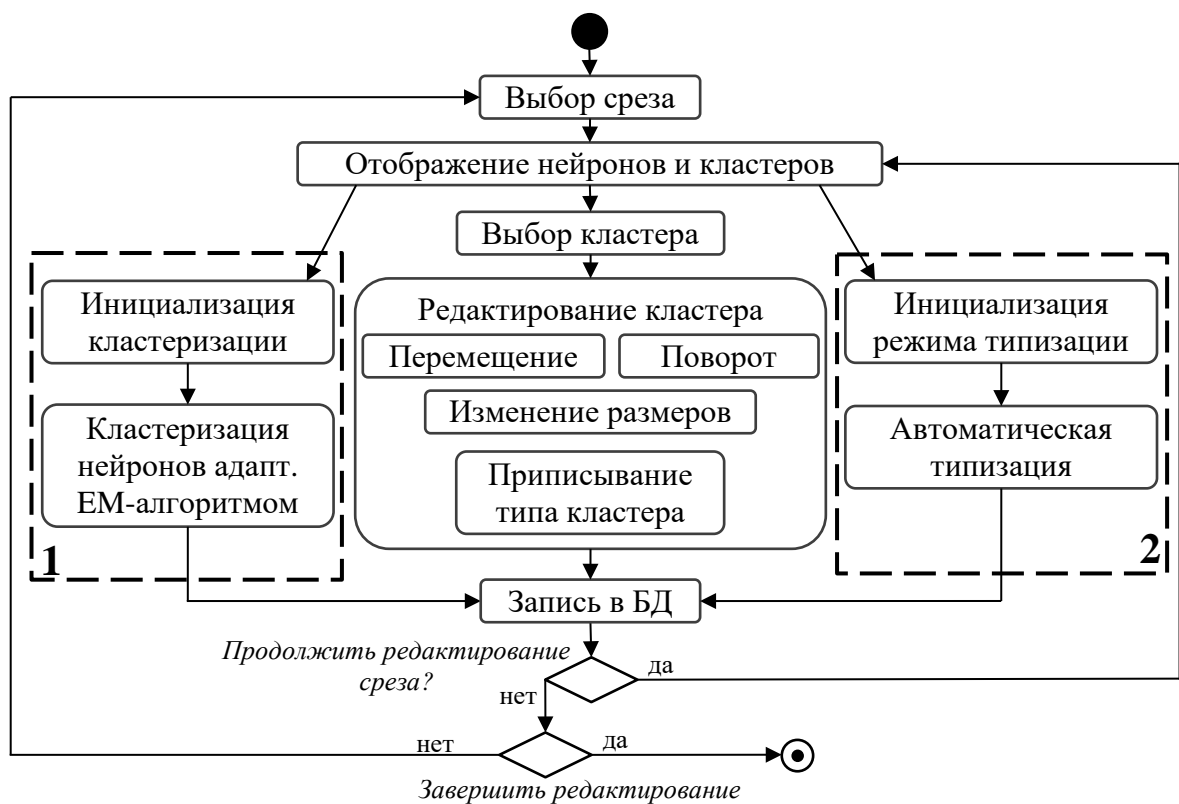 Выбор среза
Отображение нейронов и кластеров
Выбор кластера
Инициализация
кластеризации
Кластеризация
нейронов адапт.
ЕМ-алгоритмом
1
Редактирование кластера
Перемещение
Поворот
Изменение размеров
Приписывание
типа кластера
Инициализация
режима типизации
Автоматическая
типизация
2
Запись в БД
Продолжить редактирование
среза?
да
нет
нет
да
Завершить редактирование